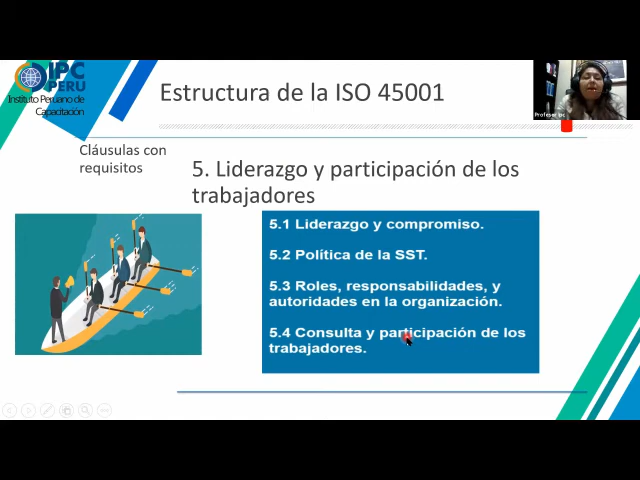 IPC
PERU
Instituto Peruano de
Capacitación
Estructura de la ISO 45001
Cláusulas con
requisitos
5. Liderazgo y participación de los
trabajadores
5.1 Liderazgo y compromiso.
5.2 Política de la SST.
5.3 Roles, responsabilidades, y
autoridades en la organización.
5.4 Consulta y participación de los
trabajadores.
Profesor ipc